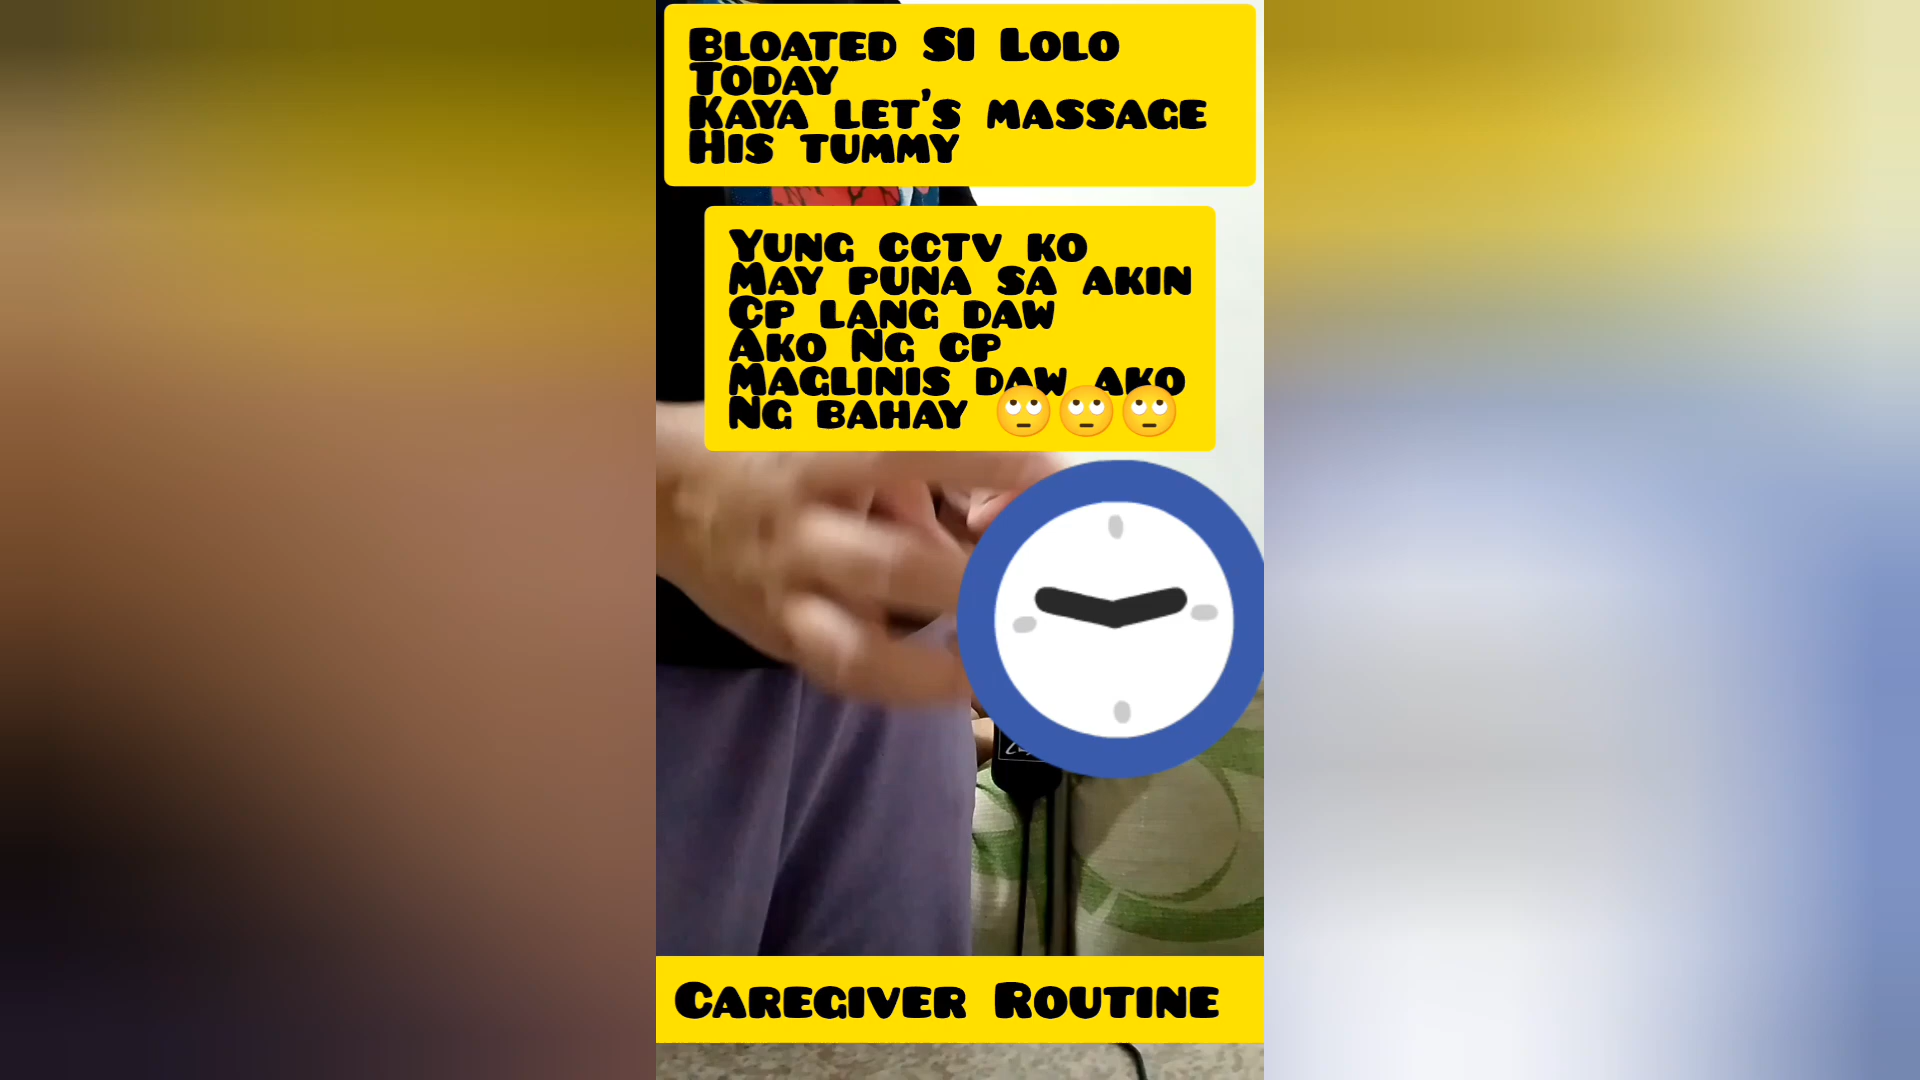 Bloated SI Lolo
Today
Kaya let's massage
His tummy
Yung cctv ko
May puna sa akin
Cp lang daw
Ako Ng cp
Maglinis daw ako
Ng bahay 🙄🙄🙄
Caregiver Routine